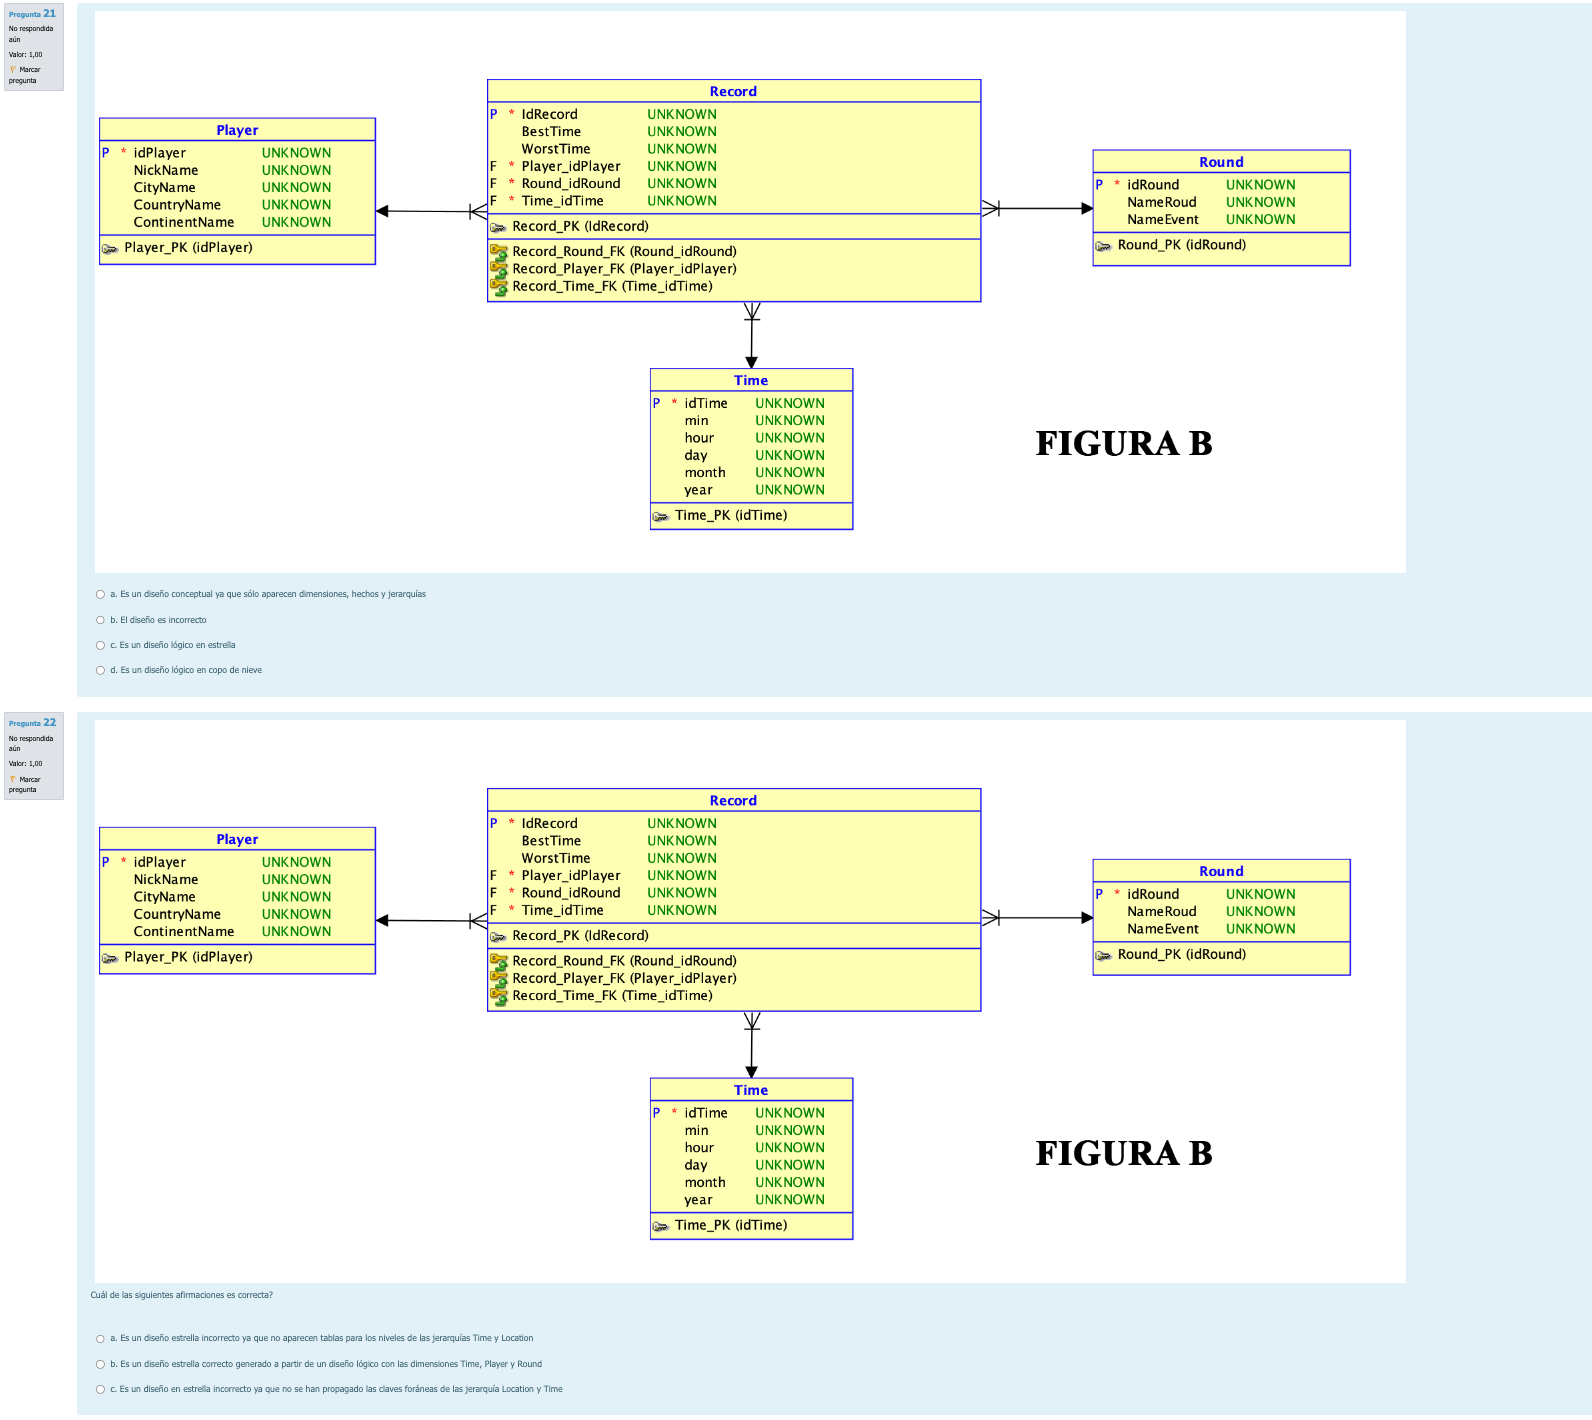 Pregunta 21
No respondida
aún
Valor: 1,00
Marcar
pregunta
Player
P * idPlayer UNKNOWN
NickName UNKNOWN
CityName UNKNOWN
CountryName UNKNOWN
ContinentName UNKNOWN
Player_PK (idPlayer)
Record
P * IdRecord UNKNOWN
BestTime UNKNOWN
WorstTime UNKNOWN
F * Player_idPlayer UNKNOWN
F * Round_idRound UNKNOWN
F * Time_idTime UNKNOWN
Record_PK (IdRecord)
Record_Round_FK (Round_idRound)
Record_Player_FK (Player_idPlayer)
Record_Time_FK (Time_idTime)
Round
P * idRound UNKNOWN
NameRoud UNKNOWN
NameEvent UNKNOWN
Round_PK (idRound)
Time
P * idTime UNKNOWN
min UNKNOWN
hour UNKNOWN
day UNKNOWN
month UNKNOWN
year UNKNOWN
Time_PK (idTime)
FIGURA B
a. Es un diseño conceptual ya que sólo aparecen dimensiones, hechos y jerarquías
b. El diseño es incorrecto
c. Es un diseño lógico en estrella
d. Es un diseño lógico en copo de nieve
Pregunta 22
No respondida
aún
Valor: 1,00
Marcar
pregunta
Player
P * idPlayer UNKNOWN
NickName UNKNOWN
CityName UNKNOWN
CountryName UNKNOWN
ContinentName UNKNOWN
Player_PK (idPlayer)
Record
P * IdRecord UNKNOWN
BestTime UNKNOWN
WorstTime UNKNOWN
F * Player_idPlayer UNKNOWN
F * Round_idRound UNKNOWN
F * Time_idTime UNKNOWN
Record_PK (IdRecord)
Record_Round_FK (Round_idRound)
Record_Player_FK (Player_idPlayer)
Record_Time_FK (Time_idTime)
Round
P * idRound UNKNOWN
NameRoud UNKNOWN
NameEvent UNKNOWN
Round_PK (idRound)
Time
P * idTime UNKNOWN
min UNKNOWN
hour UNKNOWN
day UNKNOWN
month UNKNOWN
year UNKNOWN
Time_PK (idTime)
FIGURA B
Cuál de las siguientes afirmaciones es correcta?
a. Es un diseño estrella incorrecto ya que no aparecen tablas para los niveles de las jerarquías Time y Location
b. Es un diseño estrella correcto generado a partir de un diseño lógico con las dimensiones Time, Player y Round
c. Es un diseño en estrella incorrecto ya que no se han propagado las claves foráneas de las jerarquía Location y Time